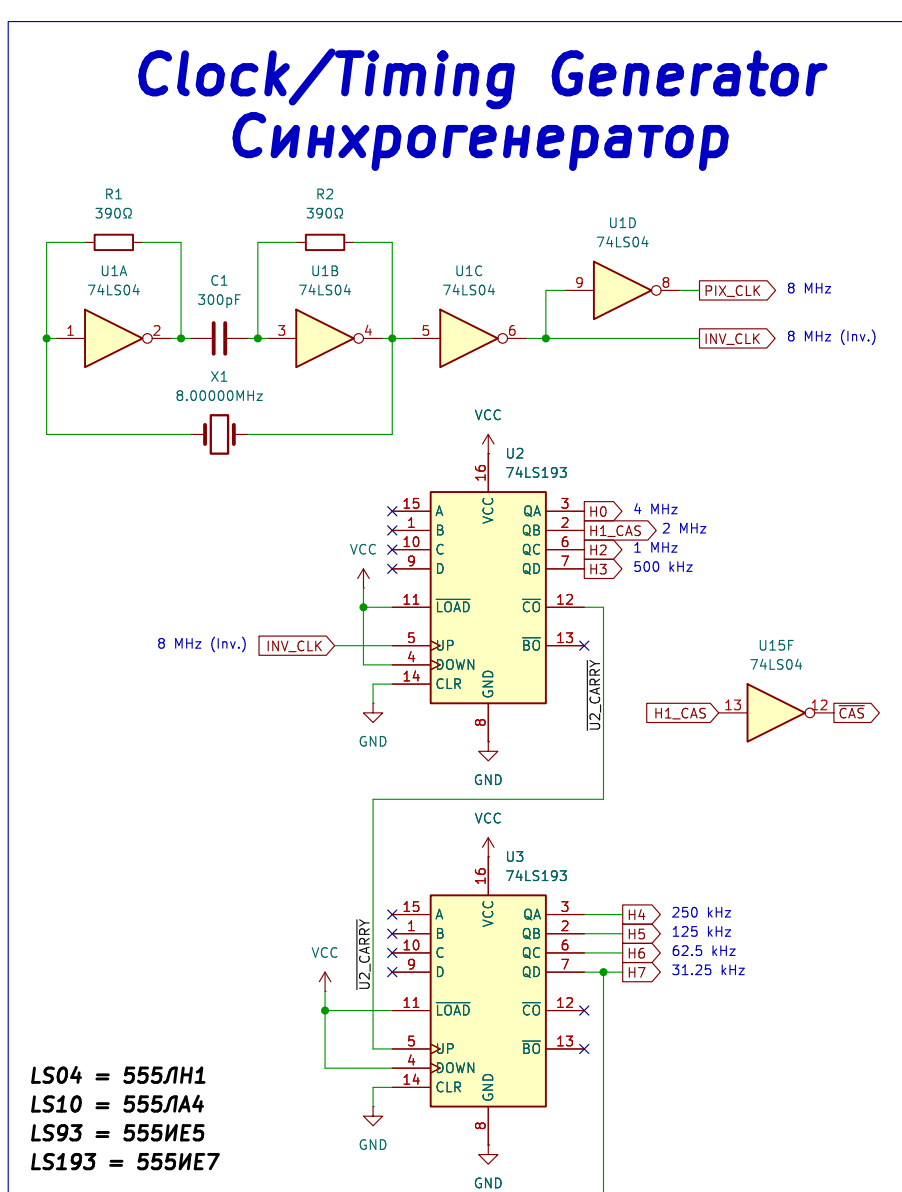 Clock/Timing Generator
Синхрогенератор
R1
390Ω
R2
390Ω
U1D
74LS04
U1A
74LS04
C1
300pF
U1B
74LS04
U1C
74LS04
9 8 PIX_CLK 8 MHz
1 2 3 4 5 6 INV_CLK 8 MHz (Inv.)
X1
8.00000MHz
VCC
16
U2
74LS193
VCC
15 A QA 3 H0 4 MHz
1 B QB 2 H1_CAS 2 MHz
10 C QC 6 H2 1 MHz
9 D QD 7 H3 500 kHz
VCC
11 LOAD CO 12
8 MHz (Inv.) INV_CLK 5 UP BO 13
4 DOWN
14 CLR
GND
8
U2_CARRY
GND
GND
U15F
74LS04
H1_CAS 13 12 CAS
VCC
16
U3
74LS193
VCC
15 A QA 3 H4 250 kHz
1 B QB 2 H5 125 kHz
10 C QC 6 H6 62.5 kHz
9 D QD 7 H7 31.25 kHz
U2_CARRY
VCC
11 LOAD CO 12
5 UP BO 13
4 DOWN
14 CLR
GND
8
GND
GND
LS04 = 555ЛН1
LS10 = 555ЛА4
LS93 = 555ИЕ5
LS193 = 555ИЕ7